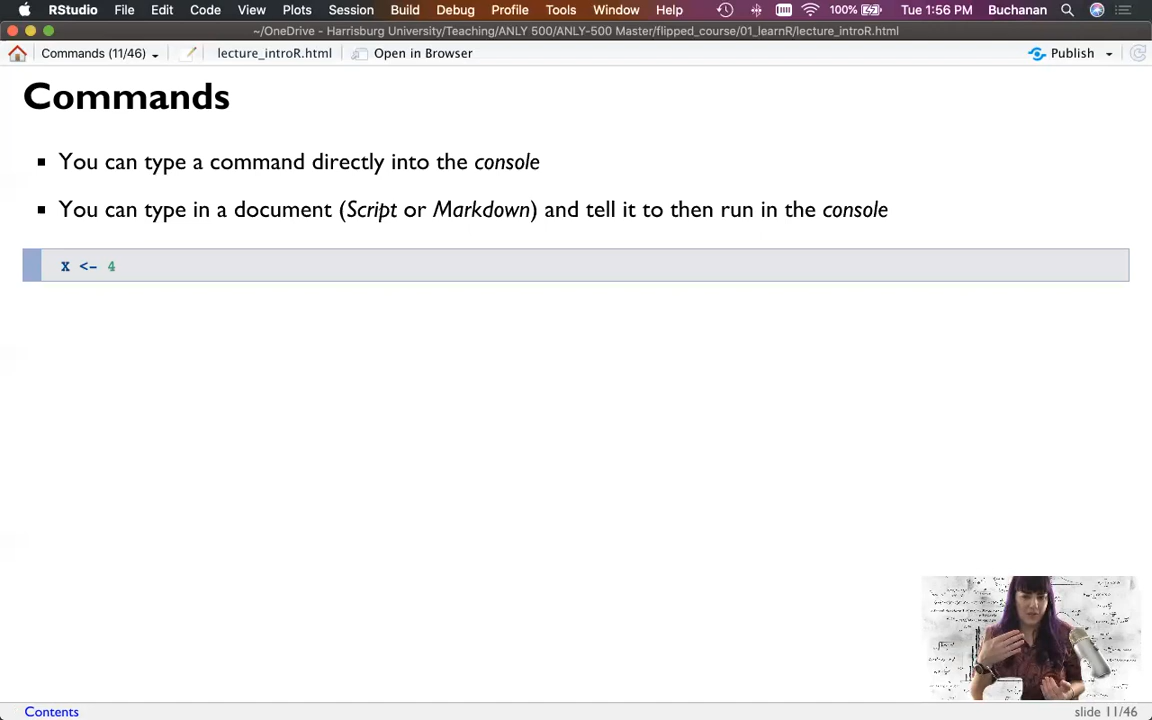 RStudio File Edit Code View Plots Session Build Debug Profile Tools Window Help 100% Tue 1:56 PM Buchanan
~/OneDrive - Harrisburg University/Teaching/ANLY 500/ANLY-500 Master/flipped_course/01_learnR/lecture_introR.html
Commands (11/46) lecture_introR.html Open in Browser Publish
Commands
You can type a command directly into the console
You can type in a document (Script or Markdown) and tell it to then run in the console
X <- 4
Contents slide 11/46